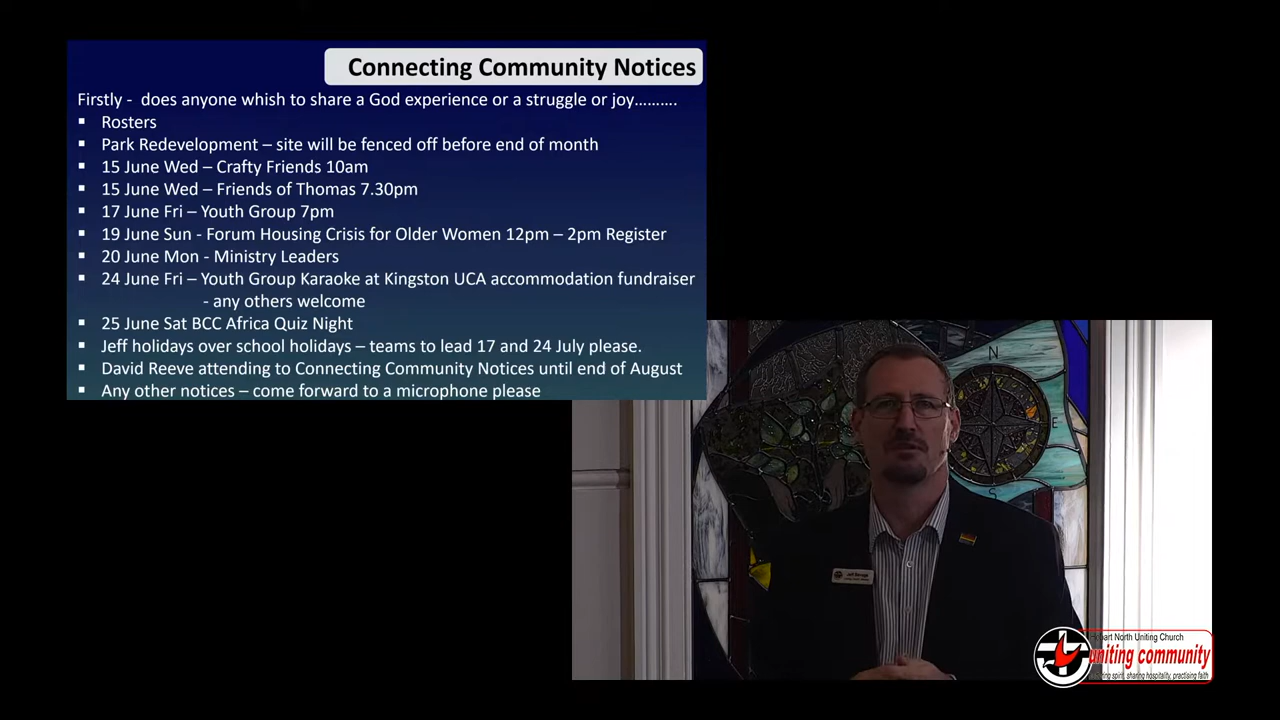 Connecting Community Notices
Firstly - does anyone whish to share a God experience or a struggle or joy……….
▪ Rosters
▪ Park Redevelopment – site will be fenced off before end of month
▪ 15 June Wed – Crafty Friends 10am
▪ 15 June Wed – Friends of Thomas 7.30pm
▪ 17 June Fri – Youth Group 7pm
▪ 19 June Sun - Forum Housing Crisis for Older Women 12pm – 2pm Register
▪ 20 June Mon - Ministry Leaders
▪ 24 June Fri – Youth Group Karaoke at Kingston UCA accommodation fundraiser
- any others welcome
▪ 25 June Sat BCC Africa Quiz Night
▪ Jeff holidays over school holidays – teams to lead 17 and 24 July please.
▪ David Reeve attending to Connecting Community Notices until end of August
▪ Any other notices – come forward to a microphone please
N
E
S
Jeff
Hobart North Uniting Church
uniting community
spirit, sharing hospitality, practising faith